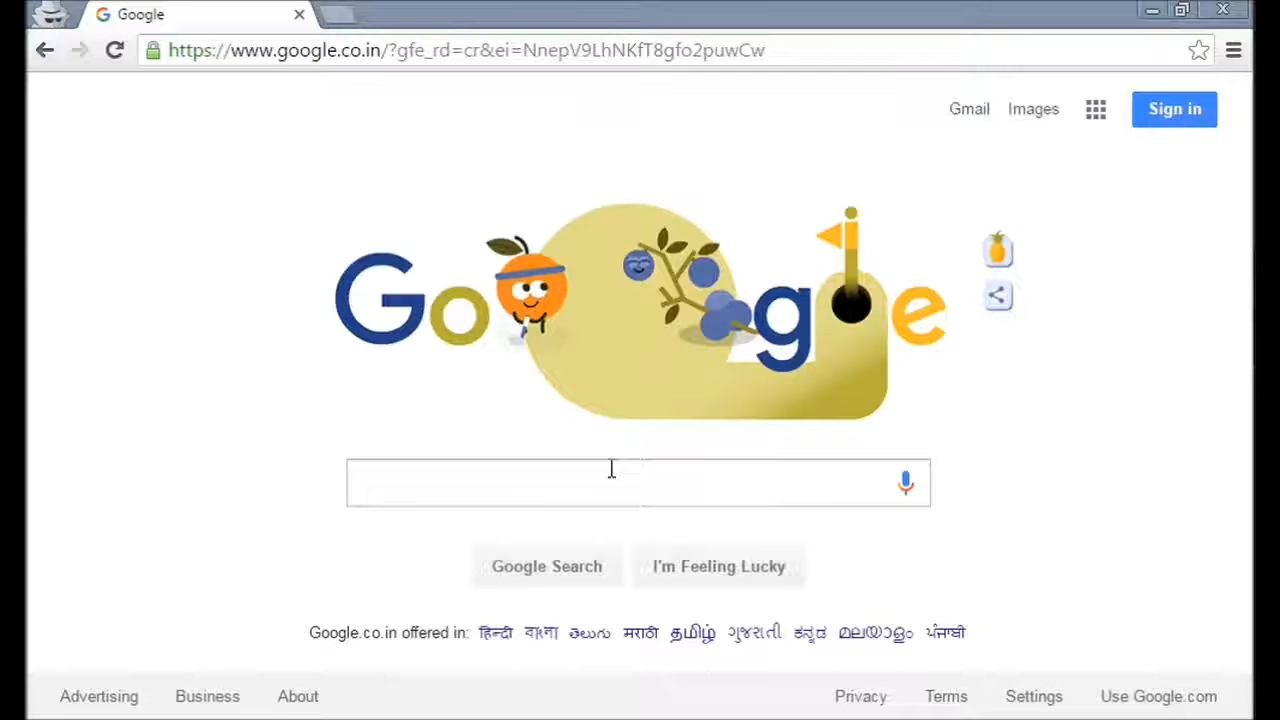 Google
https://www.google.co.in/?gfe_rd=cr&ei=NnepV9LhNKfT8gfo2puwCw
Gmail Images Sign in
Google
Google Search I'm Feeling Lucky
Google.co.in offered in: हिन्दी বাংলা తెలుగు मराठी தமிழ் ગુજરાતી ಕನ್ನಡ മലയാളം ਪੰਜਾਬੀ
Advertising Business About Privacy Terms Settings Use Google.com